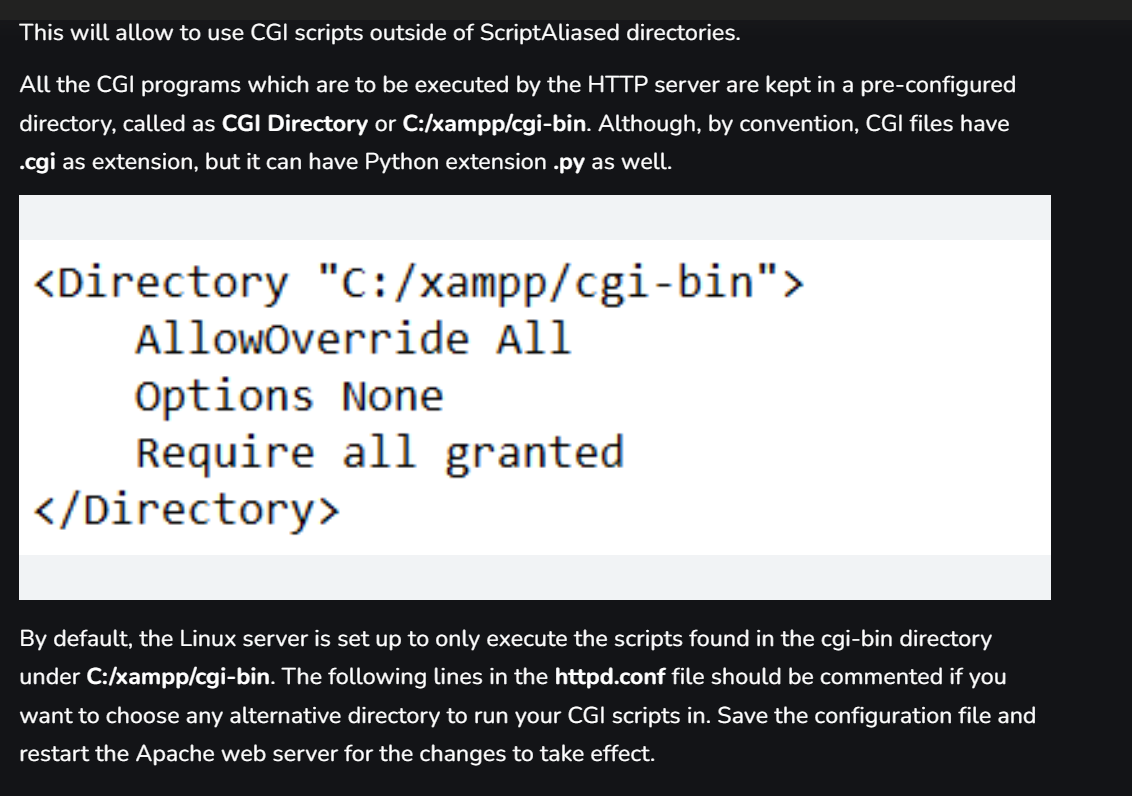 This will allow to use CGI scripts outside of ScriptAliased directories.
All the CGI programs which are to be executed by the HTTP server are kept in a pre-configured
directory, called as CGI Directory or C:/xampp/cgi-bin. Although, by convention, CGI files have
.cgi as extension, but it can have Python extension .py as well.
<Directory "C:/xampp/cgi-bin">
    AllowOverride All
    Options None
    Require all granted
</Directory>
By default, the Linux server is set up to only execute the scripts found in the cgi-bin directory
under C:/xampp/cgi-bin. The following lines in the httpd.conf file should be commented if you
want to choose any alternative directory to run your CGI scripts in. Save the configuration file and
restart the Apache web server for the changes to take effect.